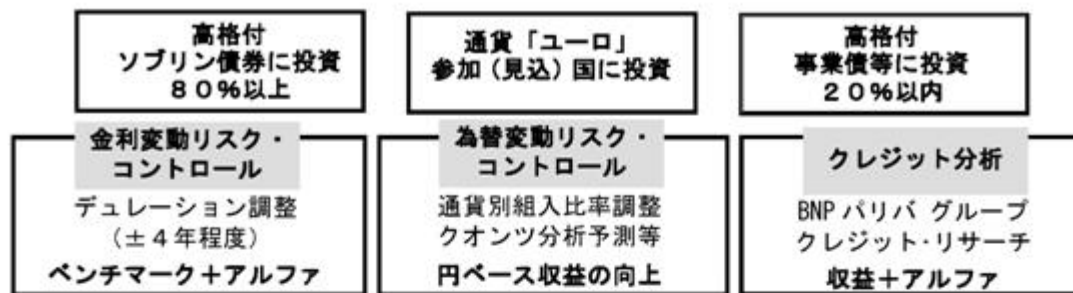 高格付
ソブリン債券に投資
８０％以上
通貨「ユーロ」
参加（見込）国に投資
高格付
事業債等に投資
２０％以内
金利変動リスク・
コントロール
デュレーション調整
（±４年程度）
ベンチマーク＋アルファ
為替変動リスク・
コントロール
通貨別組入比率調整
クオンツ分析予測等
円ベース収益の向上
クレジット分析
BNPパリバ グループ
クレジット・リサーチ
収益＋アルファ